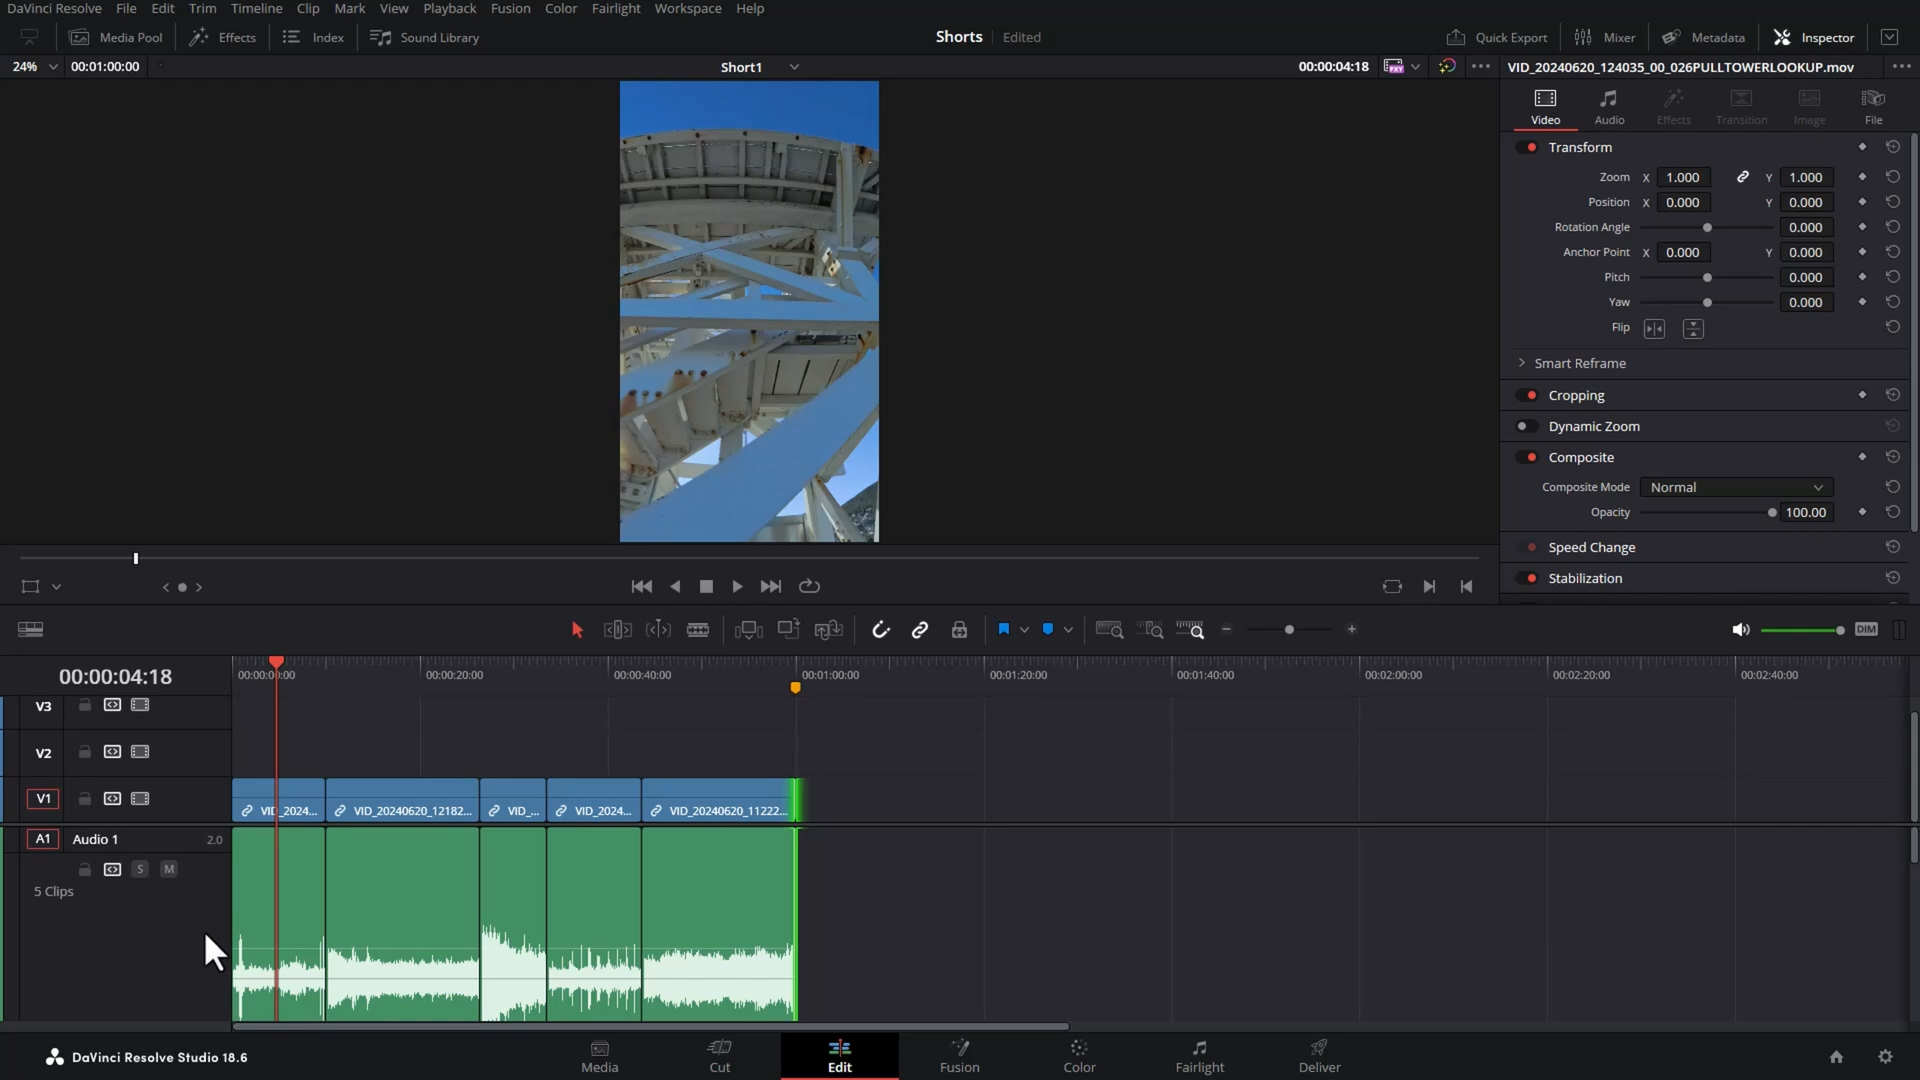 DaVinci Resolve File Edit Trim Timeline Clip Mark View Playback Fusion Color Fairlight Workspace Help
Media Pool Effects Index Sound Library Shorts Edited Quick Export Mixer Metadata Inspector
24% 00:01:00:00 Short1 00:00:04:18 PXY VID_20240620_124035_00_026PULLTOWERLOOKUP.mov
Video Audio Effects Transition Image File
Transform
Zoom X 1.000 Y 1.000
Position X 0.000 Y 0.000
Rotation Angle 0.000
Anchor Point X 0.000 Y 0.000
Pitch 0.000
Yaw 0.000
Flip
Smart Reframe
Cropping
Dynamic Zoom
Composite
Composite Mode Normal
Opacity 100.00
Speed Change
Stabilization
DIM
00:00:04:18 00:00:00:00 00:00:20:00 00:00:40:00 00:01:00:00 00:01:20:00 00:01:40:00 00:02:00:00 00:02:20:00 00:02:40:00
V3
V2
V1 VID_2024... VID_20240620_12182... VID_... VID_2024... VID_20240620_11222...
A1 Audio 1 2.0
S M
5 Clips
DaVinci Resolve Studio 18.6 Media Cut Edit Fusion Color Fairlight Deliver